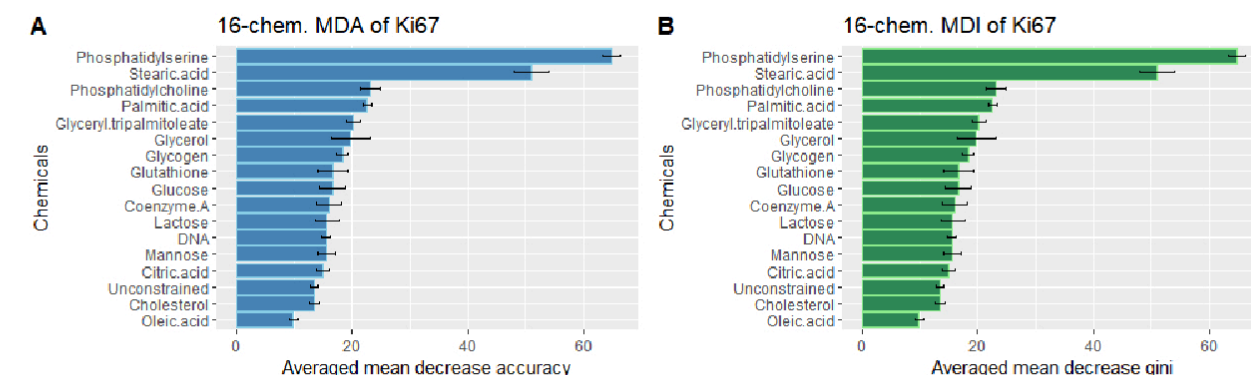 A
16-chem. MDA of Ki67
Phosphatidylserine
Stearic.acid
Phosphatidylcholine
Palmitic.acid
Glyceryl.tripalmitoleate
Glycerol
Glycogen
Glutathione
Glucose
Coenzyme.A
Lactose
DNA
Mannose
Citric.acid
Unconstrained
Cholesterol
Oleic.acid
Chemicals
0 20 40 60
Averaged mean decrease accuracy
B
16-chem. MDI of Ki67
Phosphatidylserine
Stearic.acid
Phosphatidylcholine
Palmitic.acid
Glyceryl.tripalmitoleate
Glycerol
Glycogen
Glutathione
Glucose
Coenzyme.A
Lactose
DNA
Mannose
Citric.acid
Unconstrained
Cholesterol
Oleic.acid
Chemicals
0 20 40 60
Averaged mean decrease gini